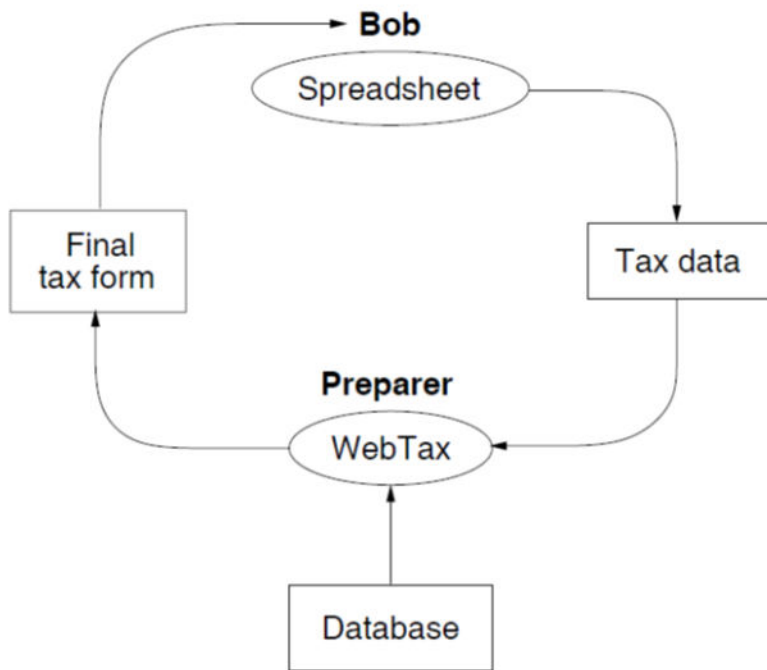 Bob
Spreadsheet
Final
tax form
Tax data
Preparer
WebTax
Database